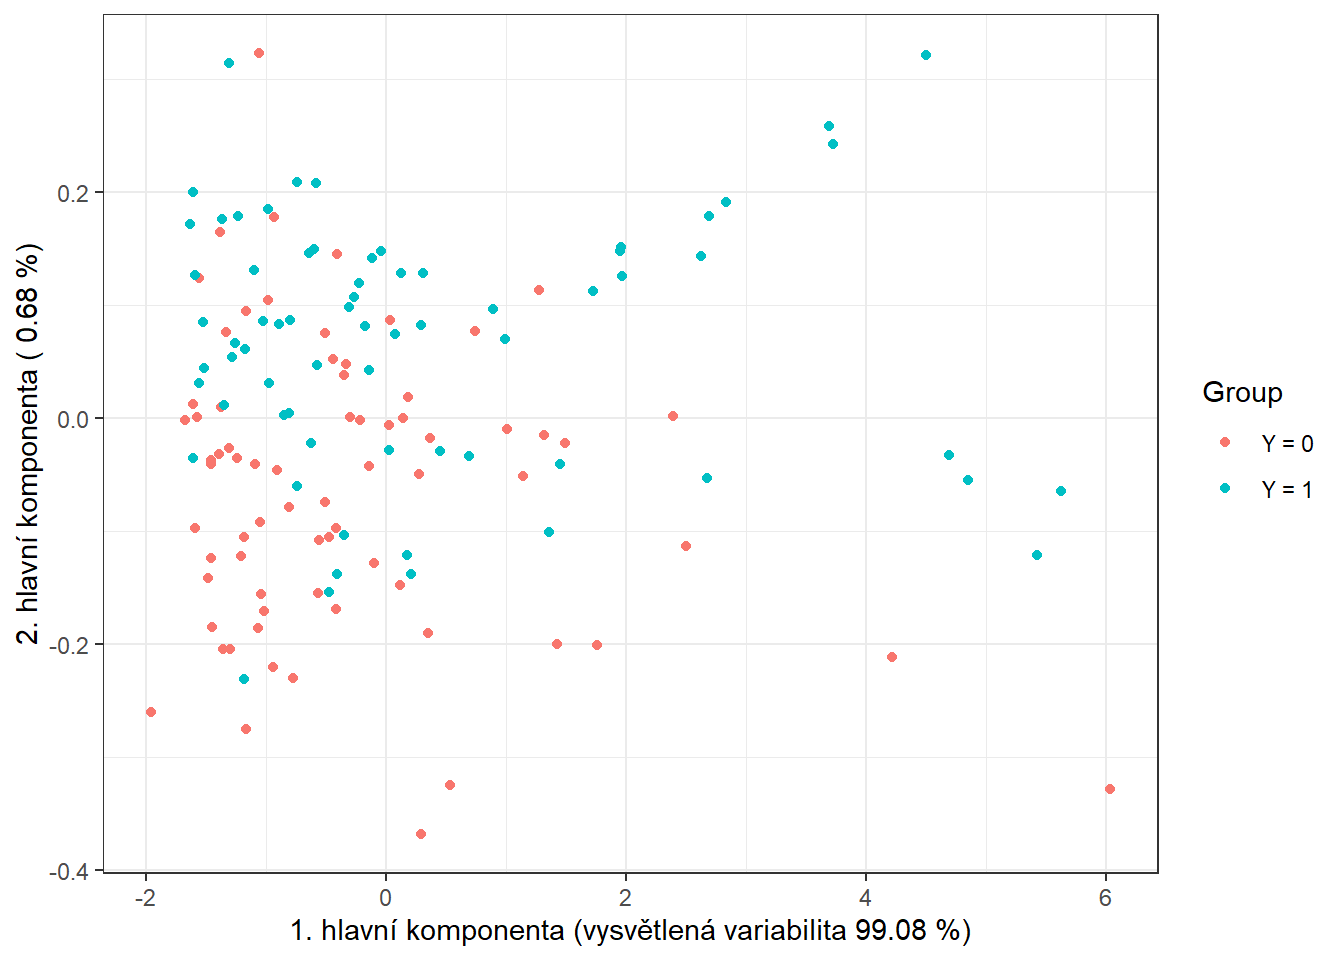 2. hlavní komponenta ( 0.68 %)
0.2
0.0
-0.2
-0.4
-2
0
2
4
6
1. hlavní komponenta (vysvětlená variabilita 99.08 %)
Group
Y = 0
Y = 1